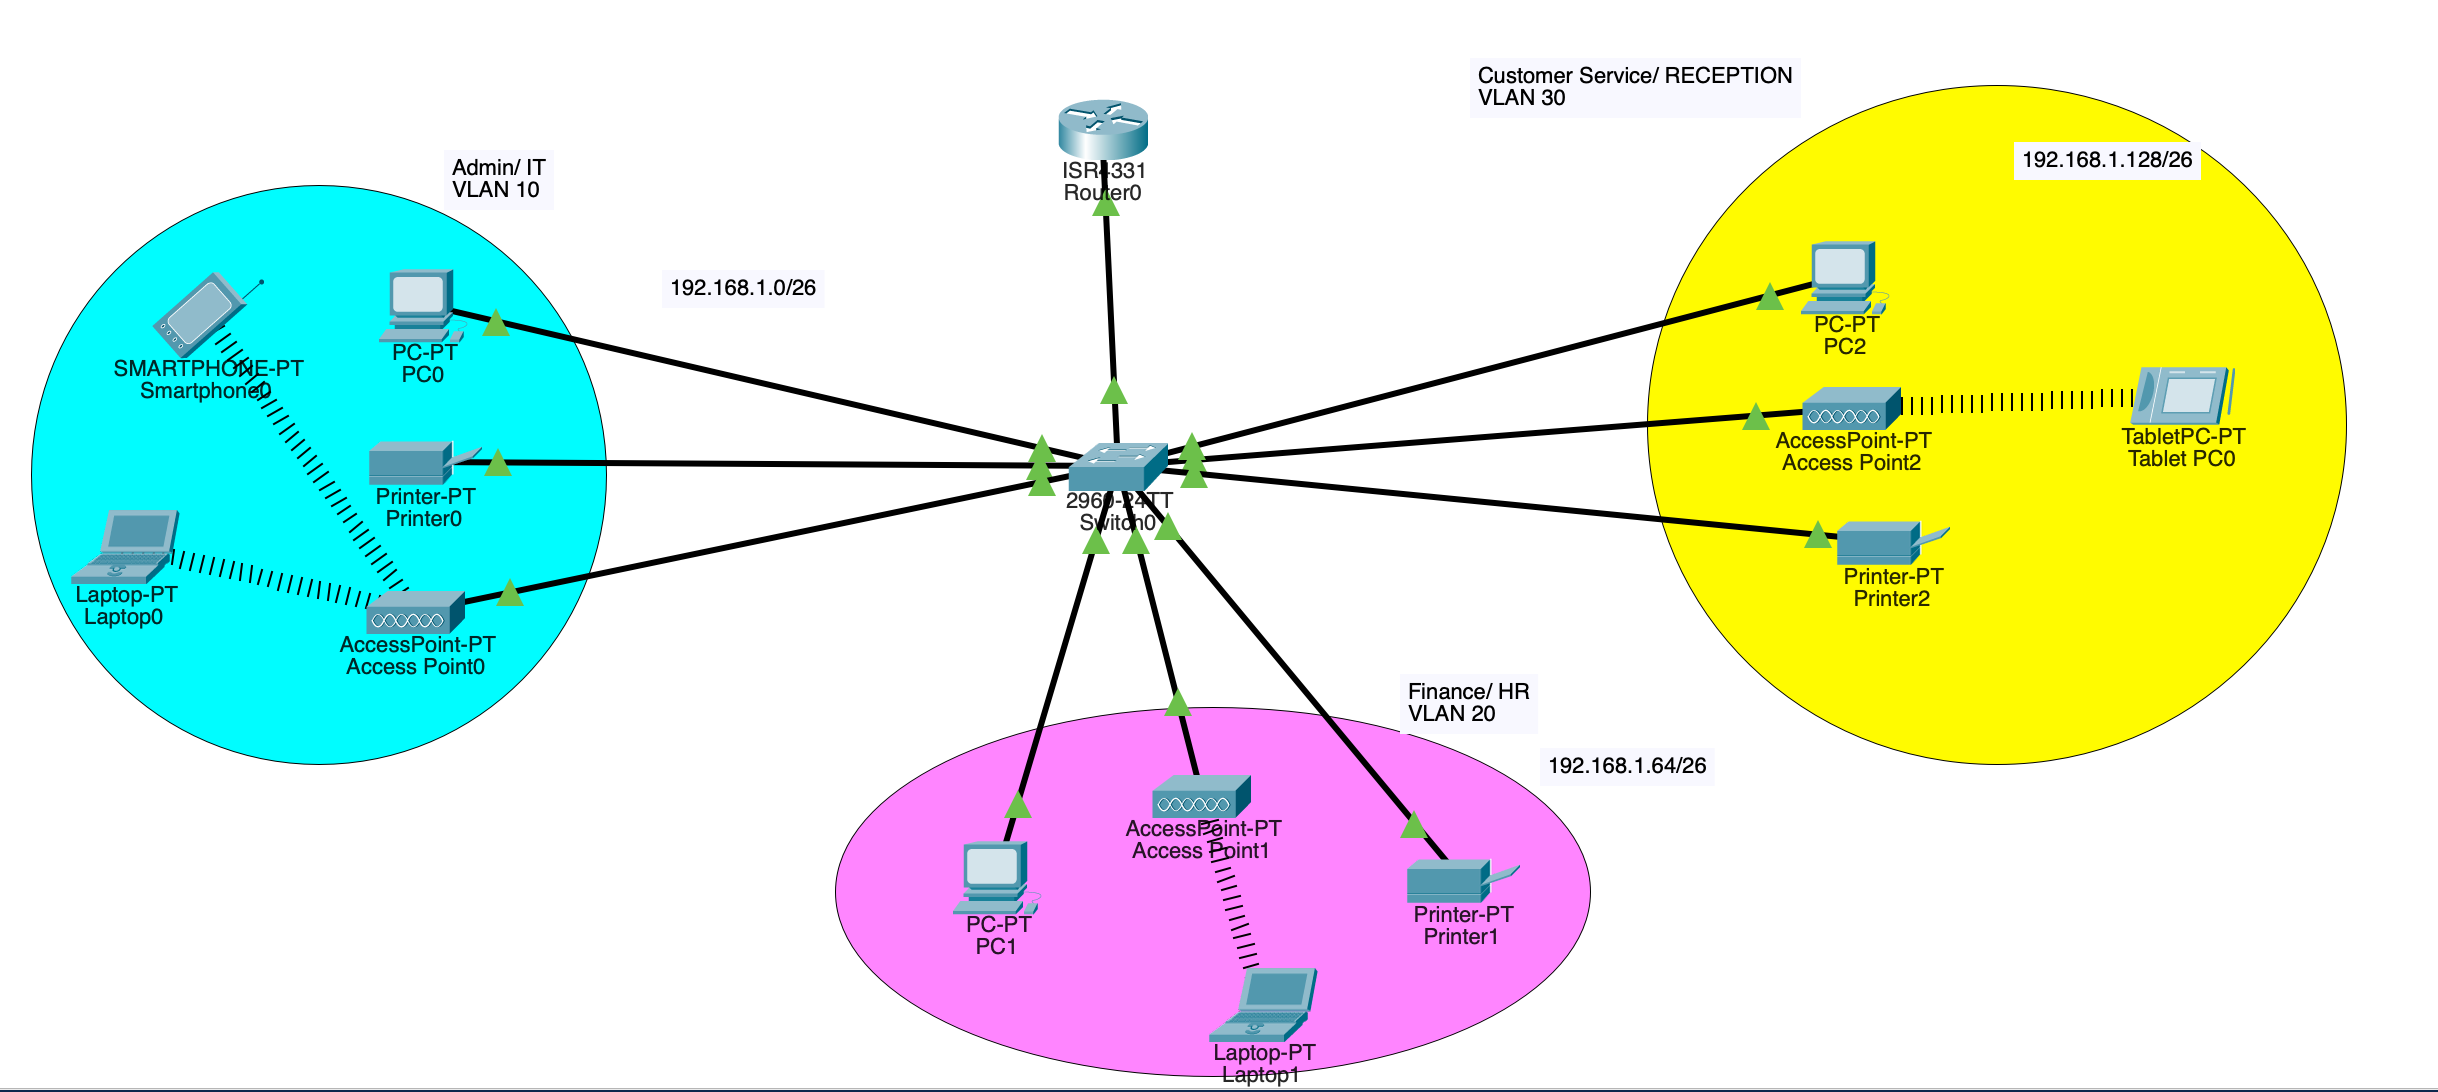 Customer Service/ RECEPTION
VLAN 30
192.168.1.128/26
Admin/ IT
VLAN 10
ISR4331
Router0
192.168.1.0/26
PC-PT
PC0
SMARTPHONE-PT
Smartphone0
PC-PT
PC2
AccessPoint-PT
Access Point2
TabletPC-PT
Tablet PC0
Printer-PT
Printer0
2960-24TT
Switch0
Laptop-PT
Laptop0
Printer-PT
Printer2
AccessPoint-PT
Access Point0
Finance/ HR
VLAN 20
192.168.1.64/26
AccessPoint-PT
Access Point1
PC-PT
PC1
Printer-PT
Printer1
Laptop-PT
Laptop1